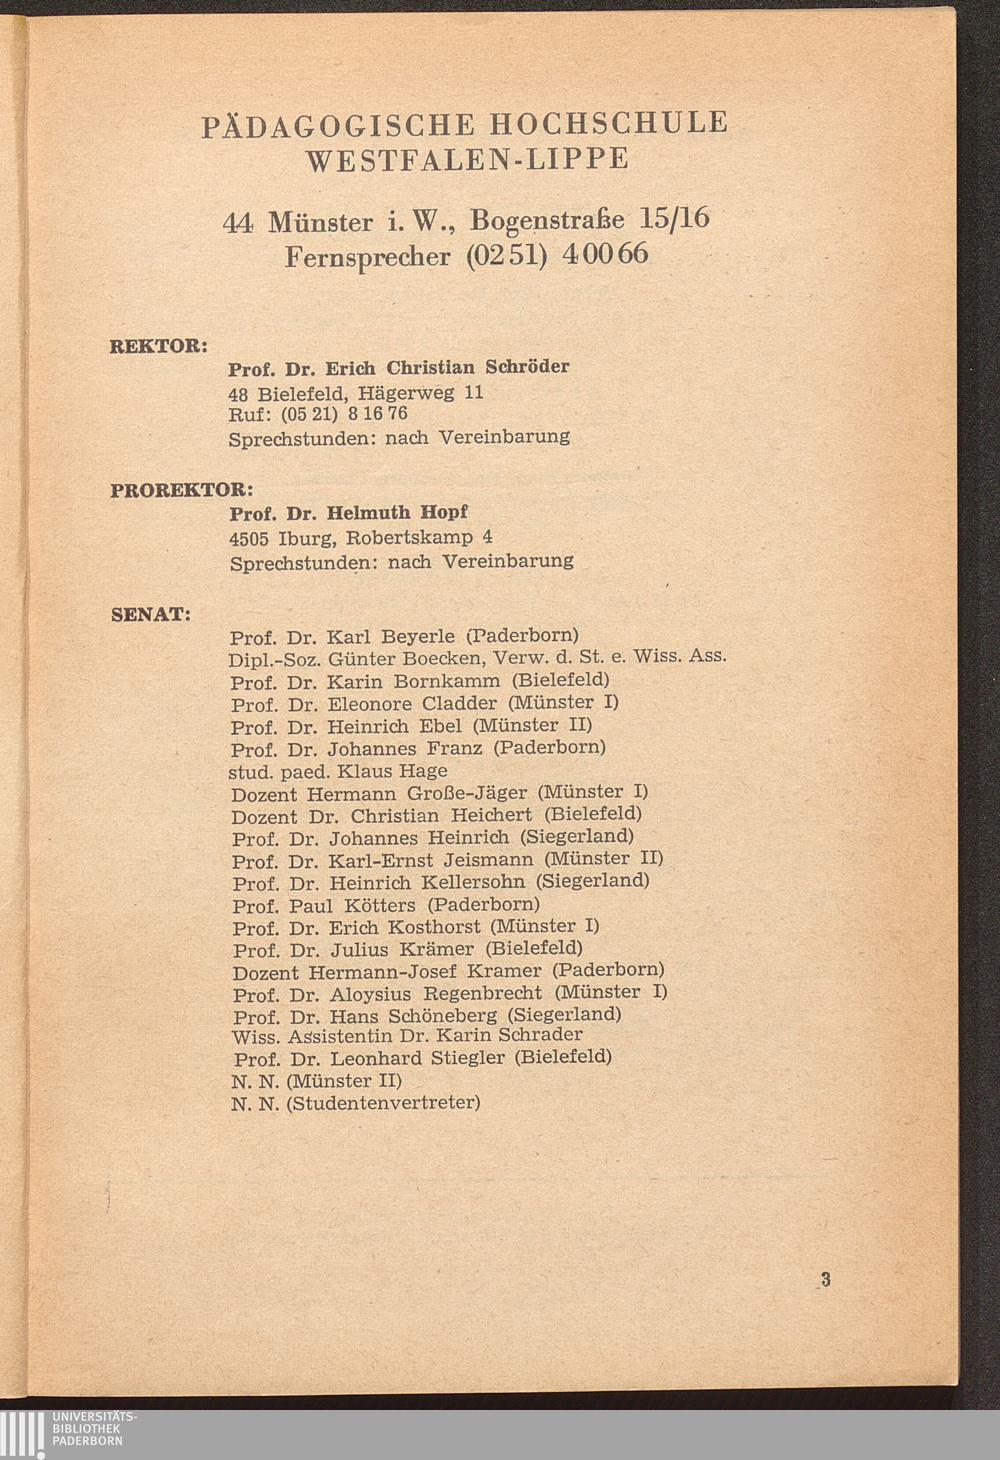 PÄDAGOGISCHE HOCHSCHULE
WESTFALEN-LIPPE
44 Münster i. W., Bogenstraße 15/16
Fernsprecher (02 51) 4 00 66
REKTOR:
Prof. Dr. Erich Christian Schröder
48 Bielefeld, Hägerweg 11
Ruf: (05 21) 8 16 76
Sprechstunden: nach Vereinbarung
PROREKTOR:
Prof. Dr. Helmuth Hopf
4505 Iburg, Robertskamp 4
Sprechstunden: nach Vereinbarung
SENAT:
Prof. Dr. Karl Beyerle (Paderborn)
Dipl.-Soz. Günter Boecken, Verw. d. St. e. Wiss. Ass.
Prof. Dr. Karin Bornkamm (Bielefeld)
Prof. Dr. Eleonore Cladder (Münster I)
Prof. Dr. Heinrich Ebel (Münster II)
Prof. Dr. Johannes Franz (Paderborn)
stud. paed. Klaus Hage
Dozent Hermann Große-Jäger (Münster I)
Dozent Dr. Christian Heichert (Bielefeld)
Prof. Dr. Johannes Heinrich (Siegerland)
Prof. Dr. Karl-Ernst Jeismann (Münster II)
Prof. Dr. Heinrich Kellersohn (Siegerland)
Prof. Paul Kötters (Paderborn)
Prof. Dr. Erich Kosthorst (Münster I)
Prof. Dr. Julius Krämer (Bielefeld)
Dozent Hermann-Josef Kramer (Paderborn)
Prof. Dr. Aloysius Regenbrecht (Münster I)
Prof. Dr. Hans Schöneberg (Siegerland)
Wiss. Assistentin Dr. Karin Schrader
Prof. Dr. Leonhard Stiegler (Bielefeld)
N. N. (Münster II)
N. N. (Studentenvertreter)
3
UNIVERSITÄTS-
BIBLIOTHEK
PADERBORN